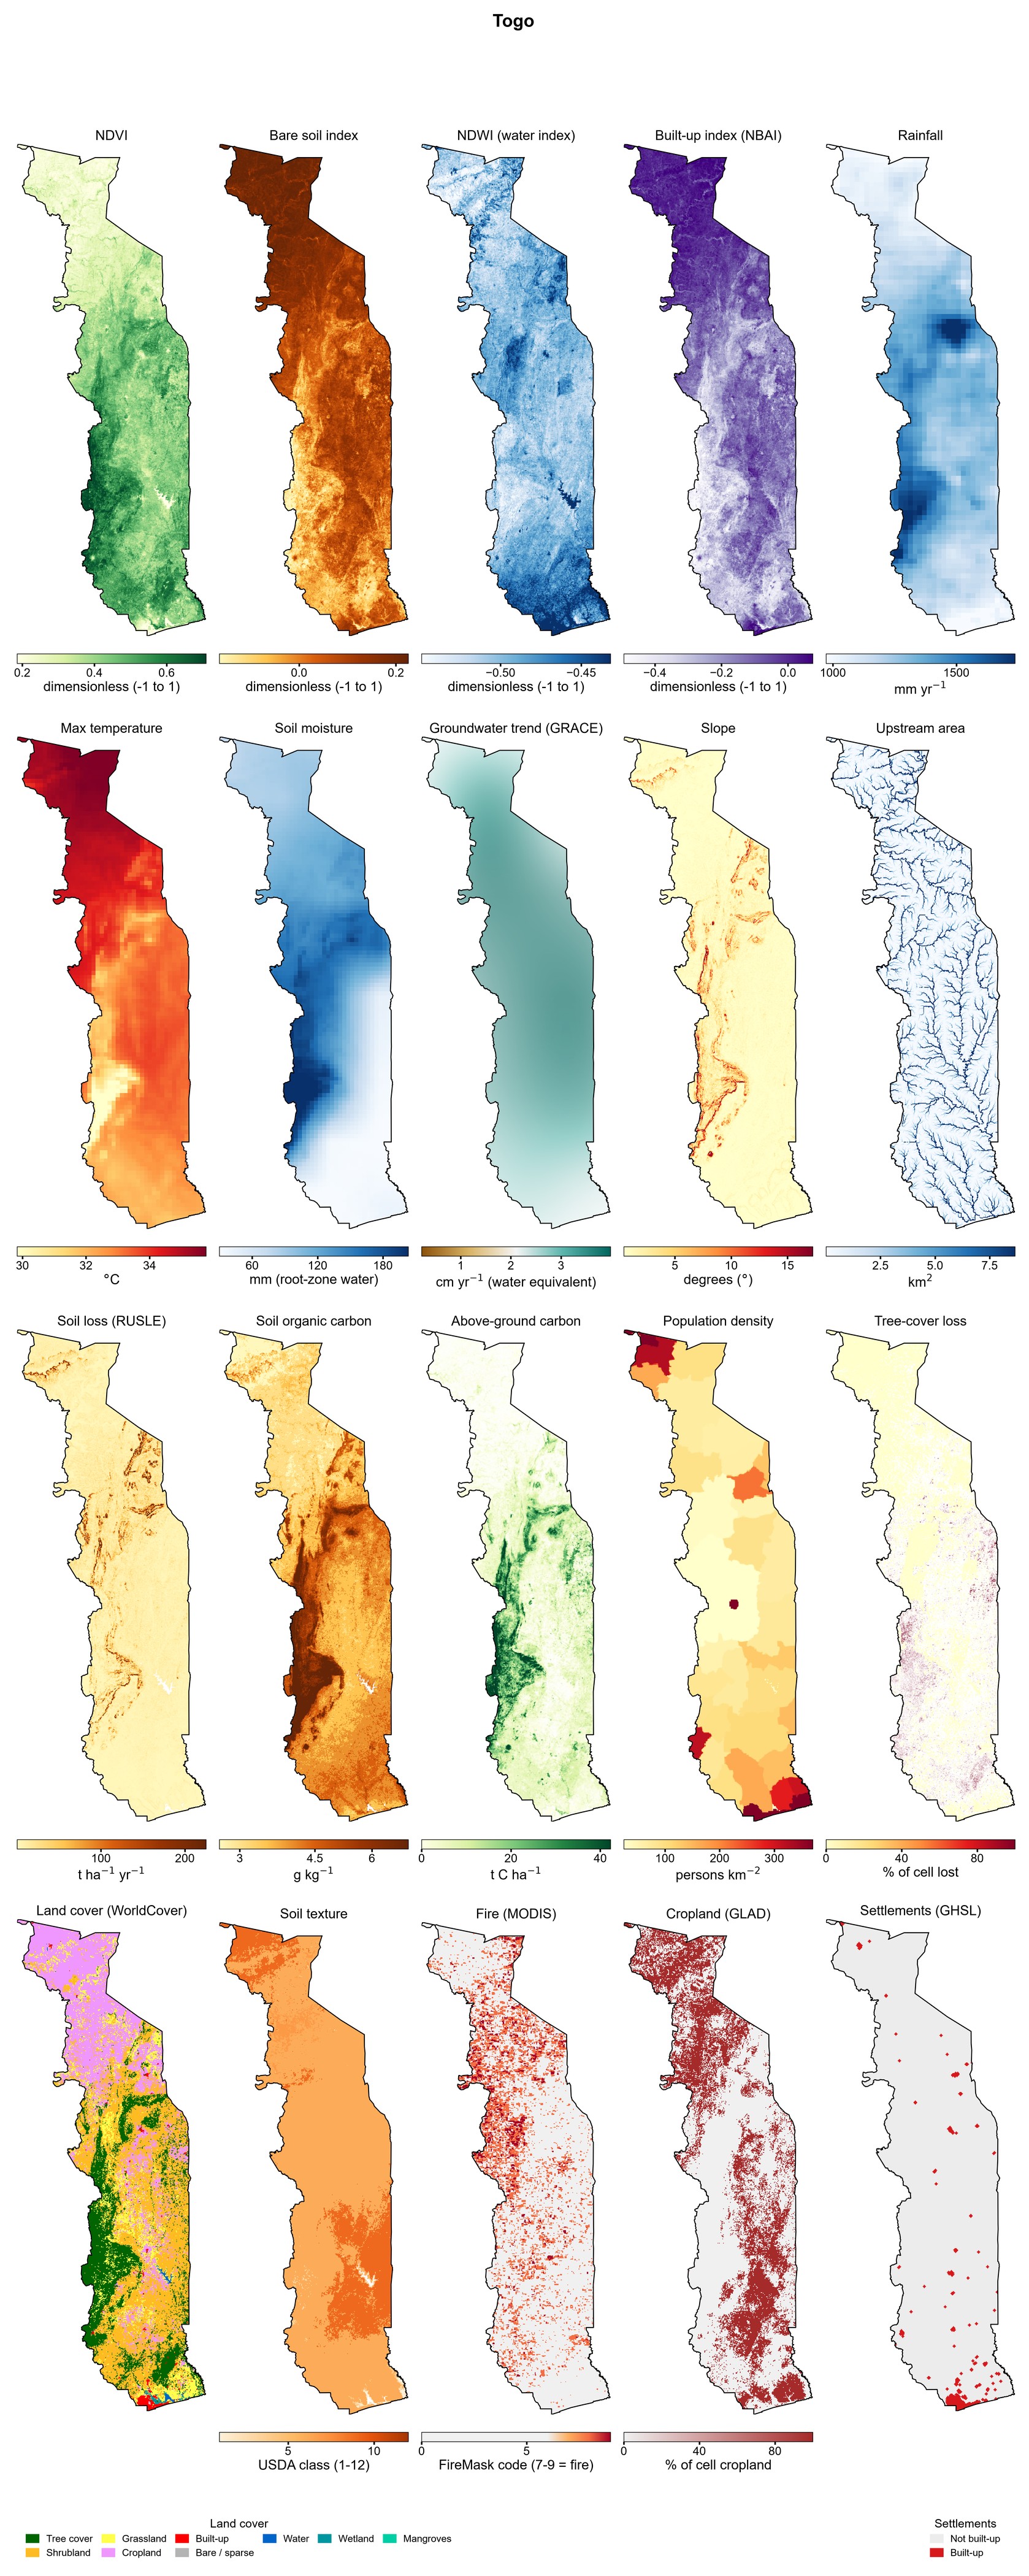 Togo
NDVI
Bare soil index
NDWI (water index)
Built-up index (NBAI)
Rainfall
0.2 0.4 0.6
dimensionless (-1 to 1)
0.0 0.2
dimensionless (-1 to 1)
−0.50 −0.45
dimensionless (-1 to 1)
−0.4 −0.2 0.0
dimensionless (-1 to 1)
1000 1500
mm yr⁻¹
Max temperature
Soil moisture
Groundwater trend (GRACE)
Slope
Upstream area
30 32 34
°C
60 120 180
mm (root-zone water)
1 2 3
cm yr⁻¹ (water equivalent)
5 10 15
degrees (°)
2.5 5.0 7.5
km²
Soil loss (RUSLE)
Soil organic carbon
Above-ground carbon
Population density
Tree-cover loss
100 200
t ha⁻¹ yr⁻¹
3 4.5 6
g kg⁻¹
0 20 40
t C ha⁻¹
100 200 300
persons km⁻²
0 40 80
% of cell lost
Land cover (WorldCover)
Soil texture
Fire (MODIS)
Cropland (GLAD)
Settlements (GHSL)
5 10
USDA class (1-12)
0 5
FireMask code (7-9 = fire)
0 40 80
% of cell cropland
Land cover
Tree cover Grassland Built-up Water Wetland Mangroves
Shrubland Cropland Bare / sparse
Settlements
Not built-up
Built-up